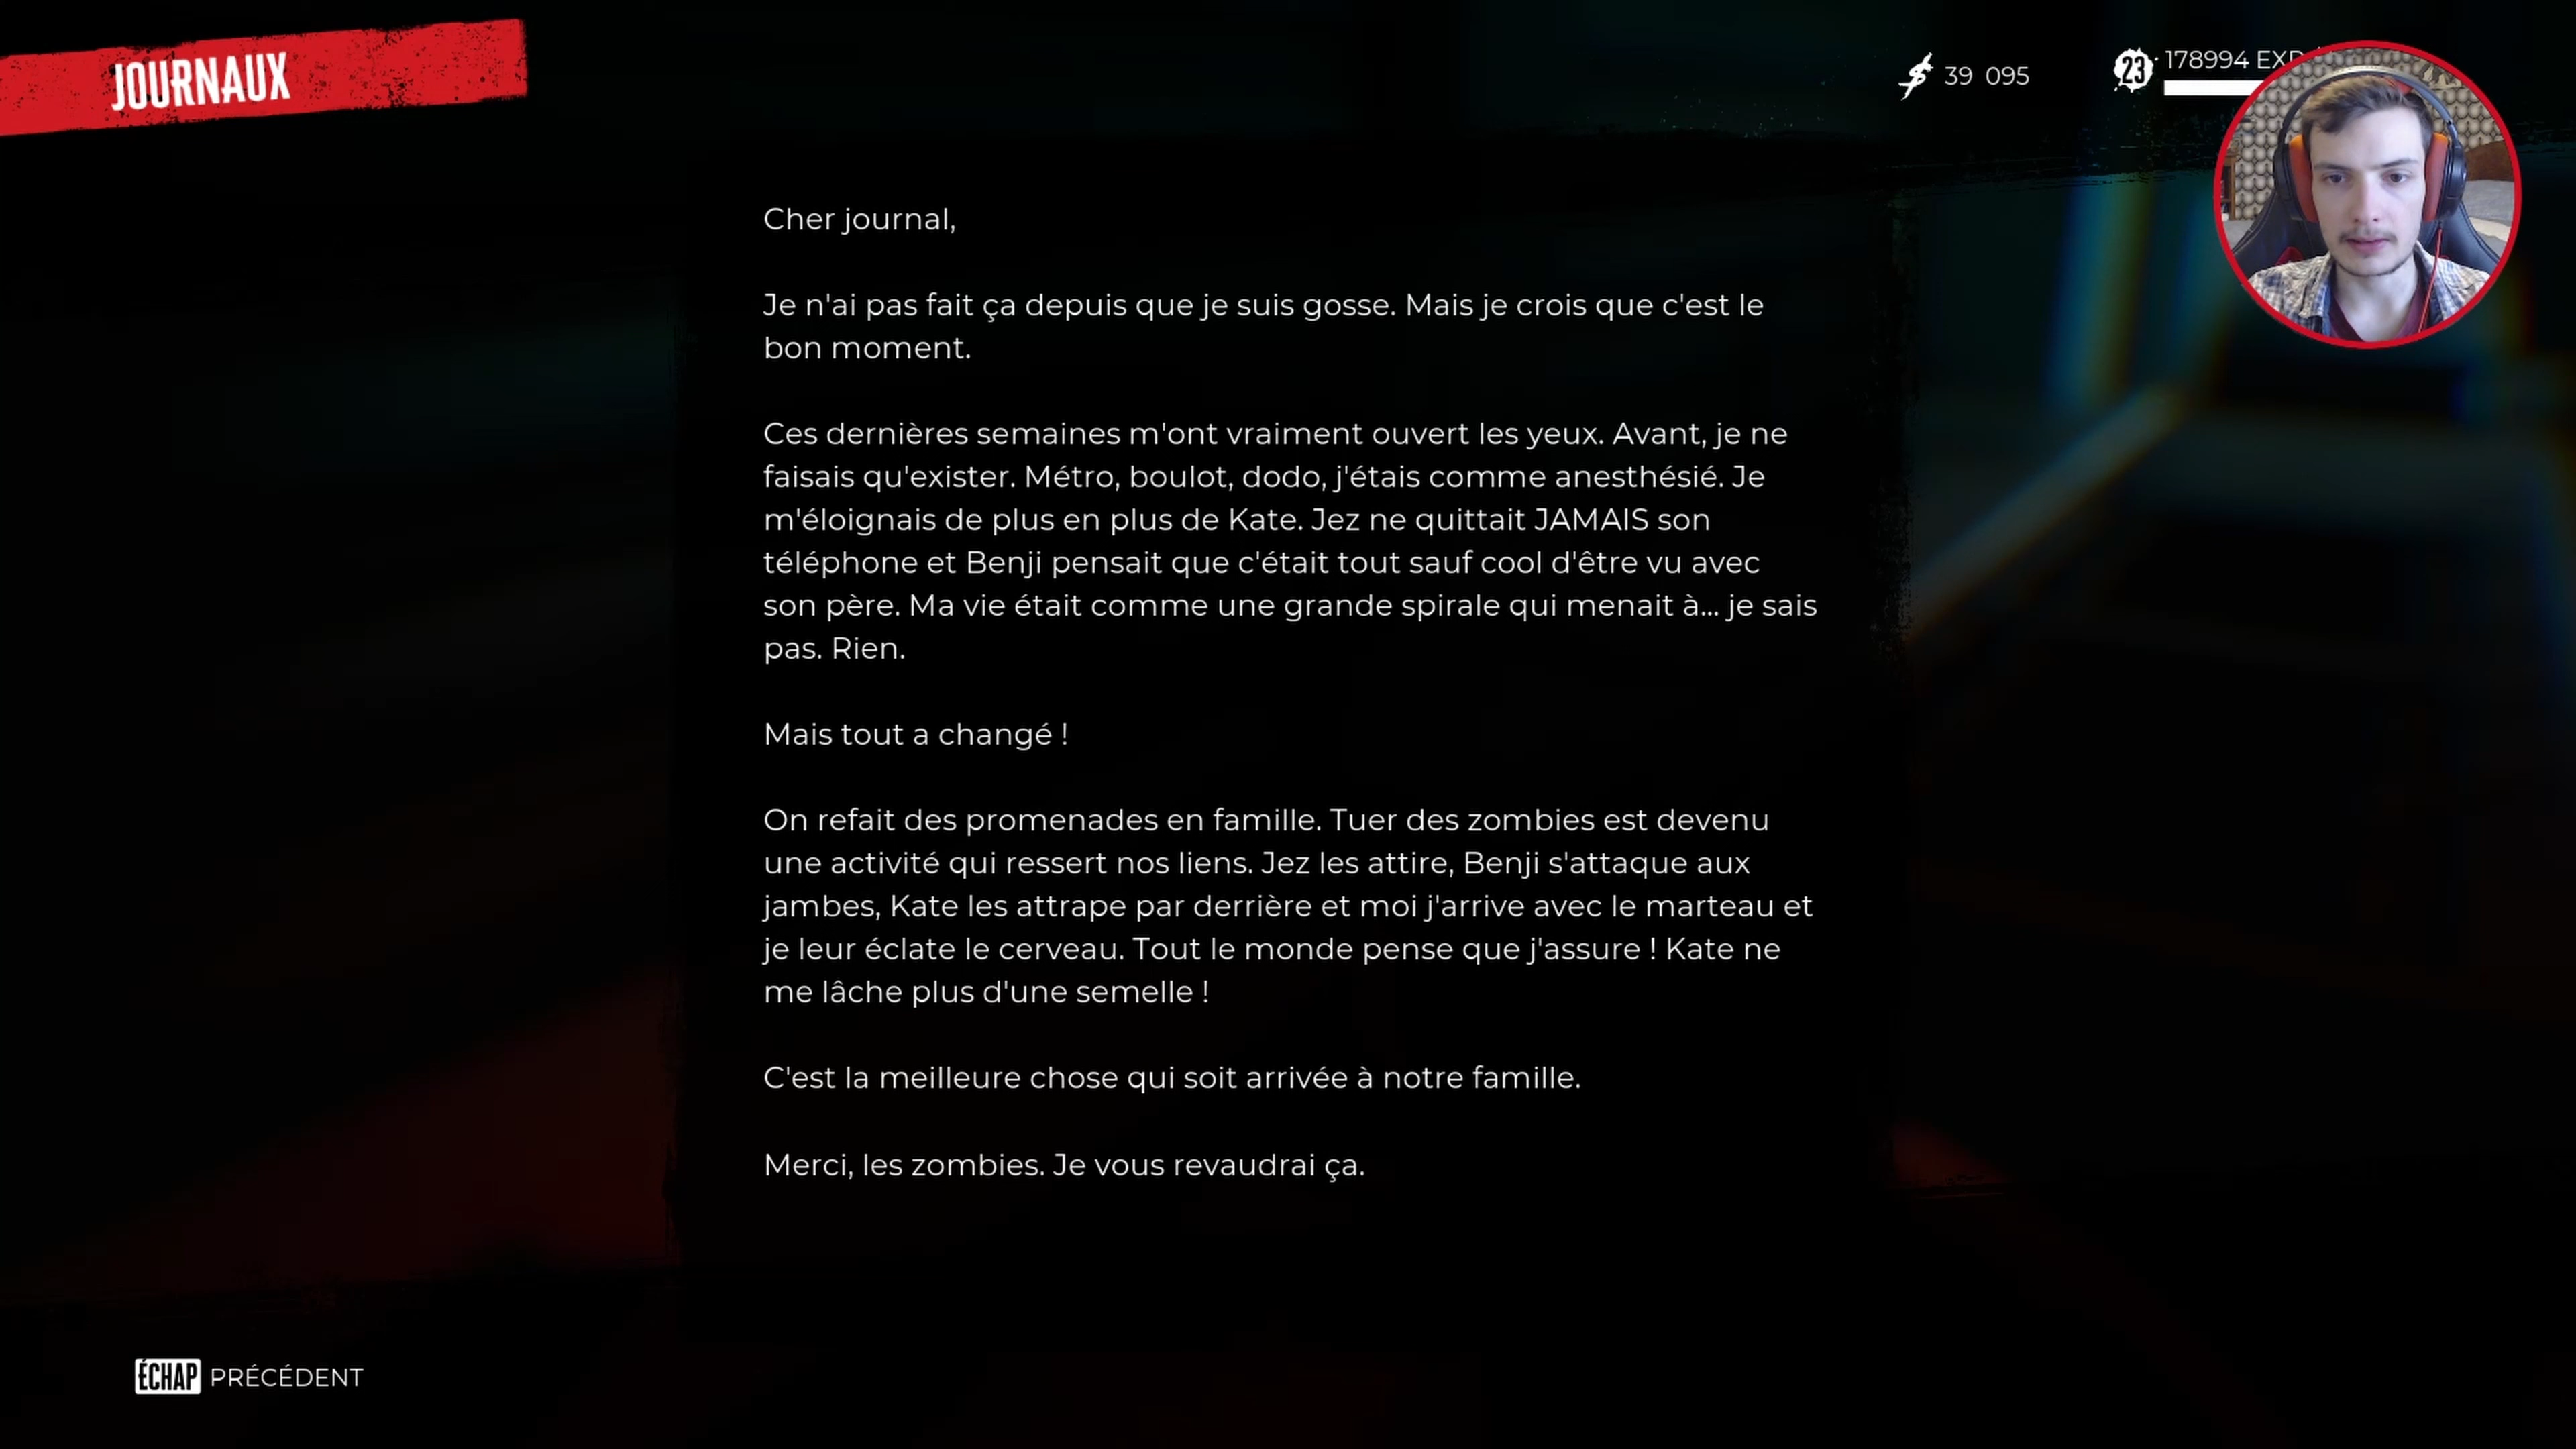 JOURNAUX
39 095
23
178994 EXP
Cher journal,
Je n'ai pas fait ça depuis que je suis gosse. Mais je crois que c'est le
bon moment.
Ces dernières semaines m'ont vraiment ouvert les yeux. Avant, je ne
faisais qu'exister. Métro, boulot, dodo, j'étais comme anesthésié. Je
m'éloignais de plus en plus de Kate. Jez ne quittait JAMAIS son
téléphone et Benji pensait que c'était tout sauf cool d'être vu avec
son père. Ma vie était comme une grande spirale qui menait à... je sais
pas. Rien.
Mais tout a changé !
On refait des promenades en famille. Tuer des zombies est devenu
une activité qui ressert nos liens. Jez les attire, Benji s'attaque aux
jambes, Kate les attrape par derrière et moi j'arrive avec le marteau et
je leur éclate le cerveau. Tout le monde pense que j'assure ! Kate ne
me lâche plus d'une semelle !
C'est la meilleure chose qui soit arrivée à notre famille.
Merci, les zombies. Je vous revaudrai ça.
ÉCHAP PRÉCÉDENT